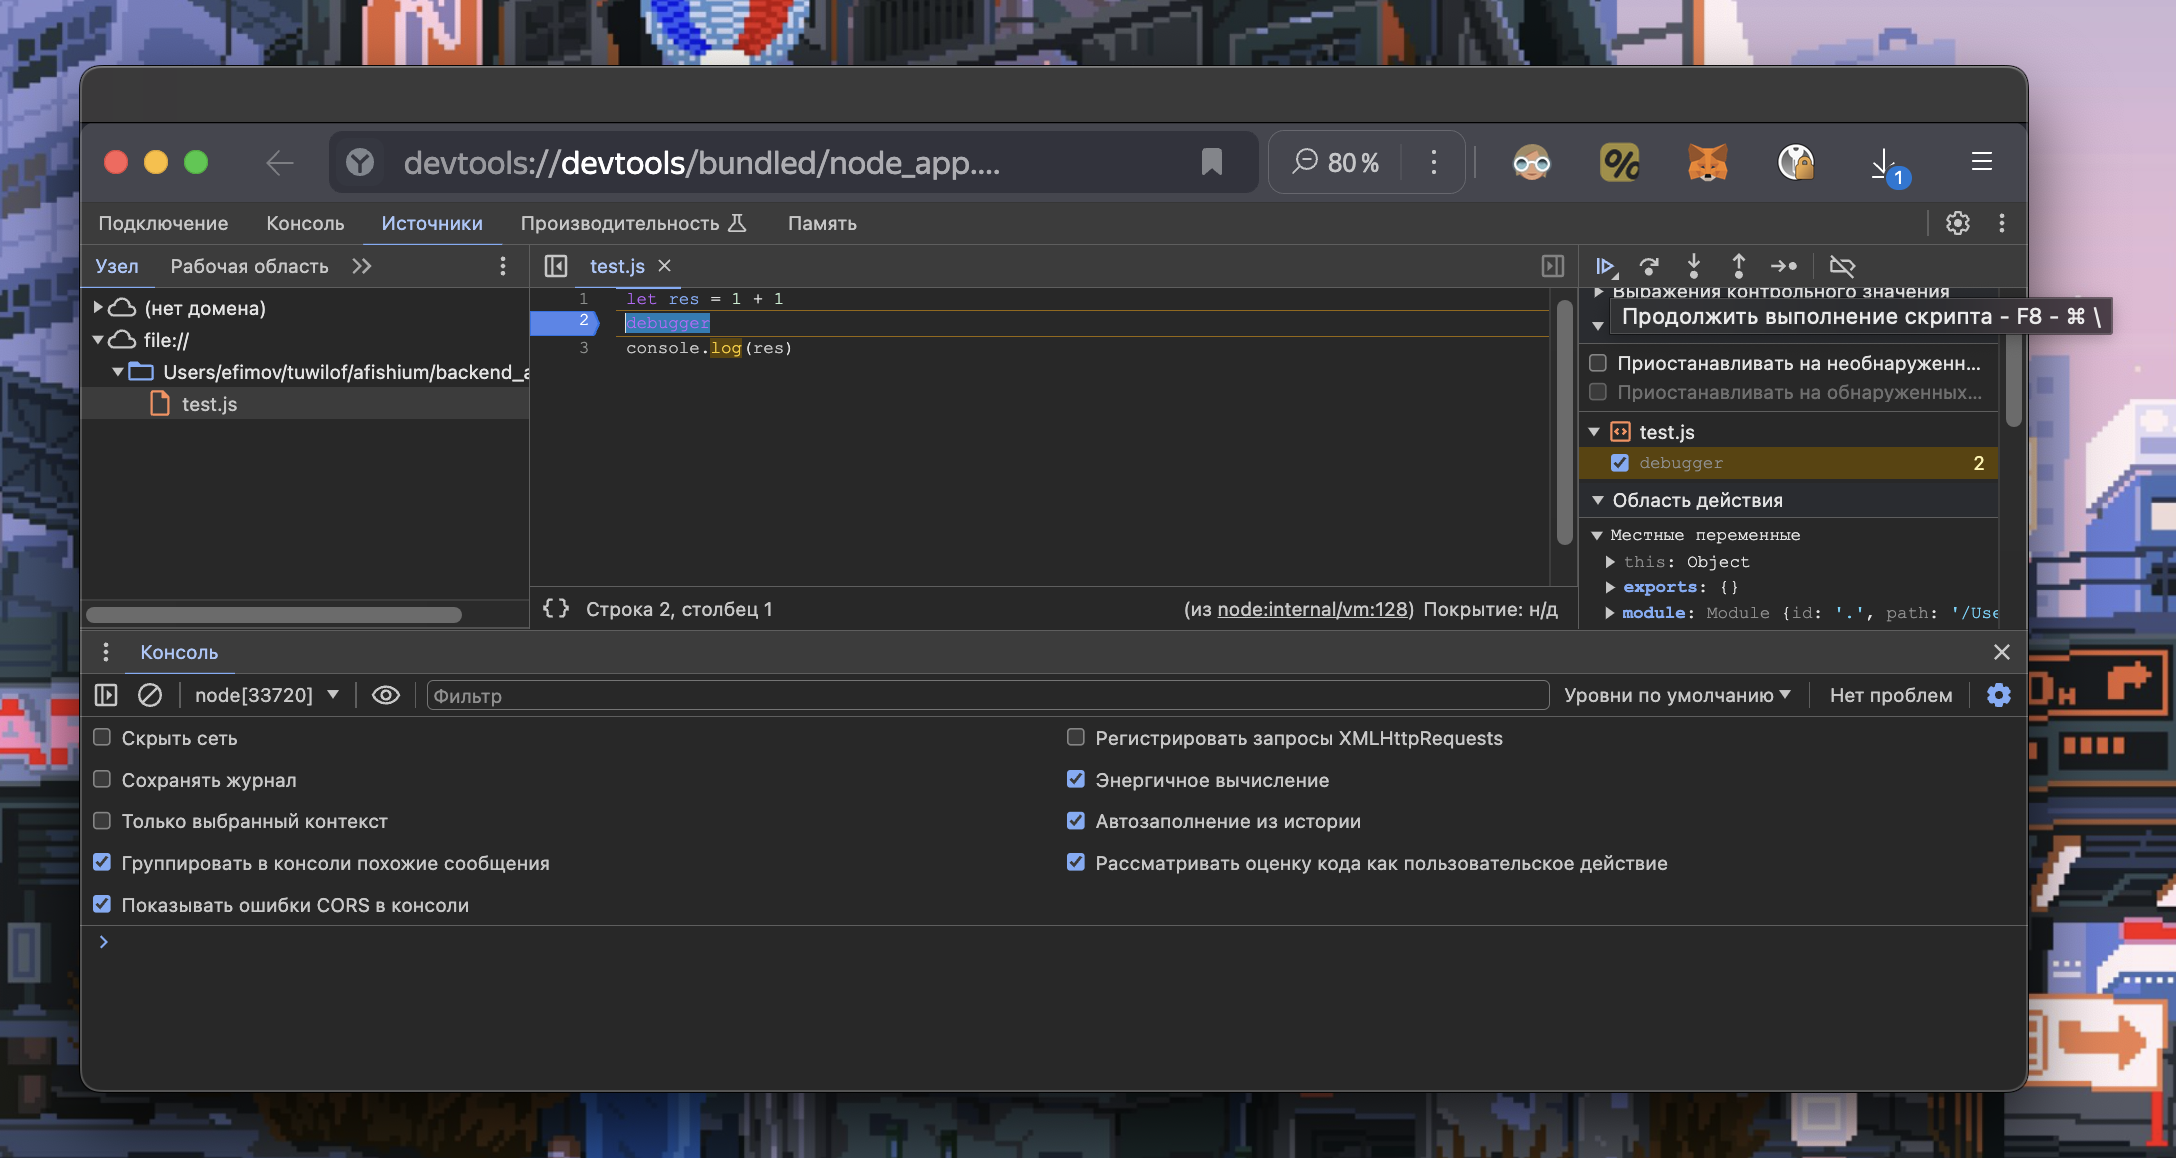 devtools://devtools/bundled/node_app....
80 %
1
Подключение Консоль Источники Производительность Память
Узел Рабочая область
test.js
(нет домена)
file://
Users/efimov/tuwilof/afishium/backend_a
test.js
1 let res = 1 + 1
2 debugger
3 console.log(res)
Строка 2, столбец 1
(из node:internal/vm:128) Покрытие: н/д
Выражения контрольного значения
Продолжить выполнение скрипта - F8 - ⌘ \
Приостанавливать на необнаруженн...
Приостанавливать на обнаруженных...
test.js
debugger 2
Область действия
Местные переменные
this: Object
exports: {}
module: Module {id: '.', path: '/Use
Консоль
node[33720]
Фильтр
Уровни по умолчанию
Нет проблем
Скрыть сеть
Регистрировать запросы XMLHttpRequests
Сохранять журнал
Энергичное вычисление
Только выбранный контекст
Автозаполнение из истории
Группировать в консоли похожие сообщения
Рассматривать оценку кода как пользовательское действие
Показывать ошибки CORS в консоли